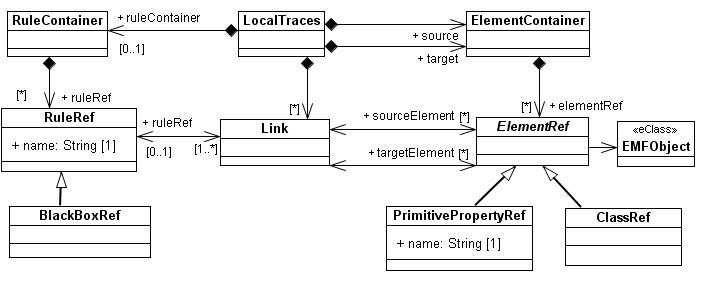 RuleContainer
+ ruleContainer
[0..1]
LocalTraces
+ source
+ target
ElementContainer
[*]
+ ruleRef
[*]
[*]
+ elementRef
RuleRef
+ name: String [1]
+ ruleRef
[0..1]
[1..*]
Link
+ sourceElement [*]
+ targetElement [*]
ElementRef
«eClass»
EMFObject
BlackBoxRef
PrimitivePropertyRef
+ name: String [1]
ClassRef